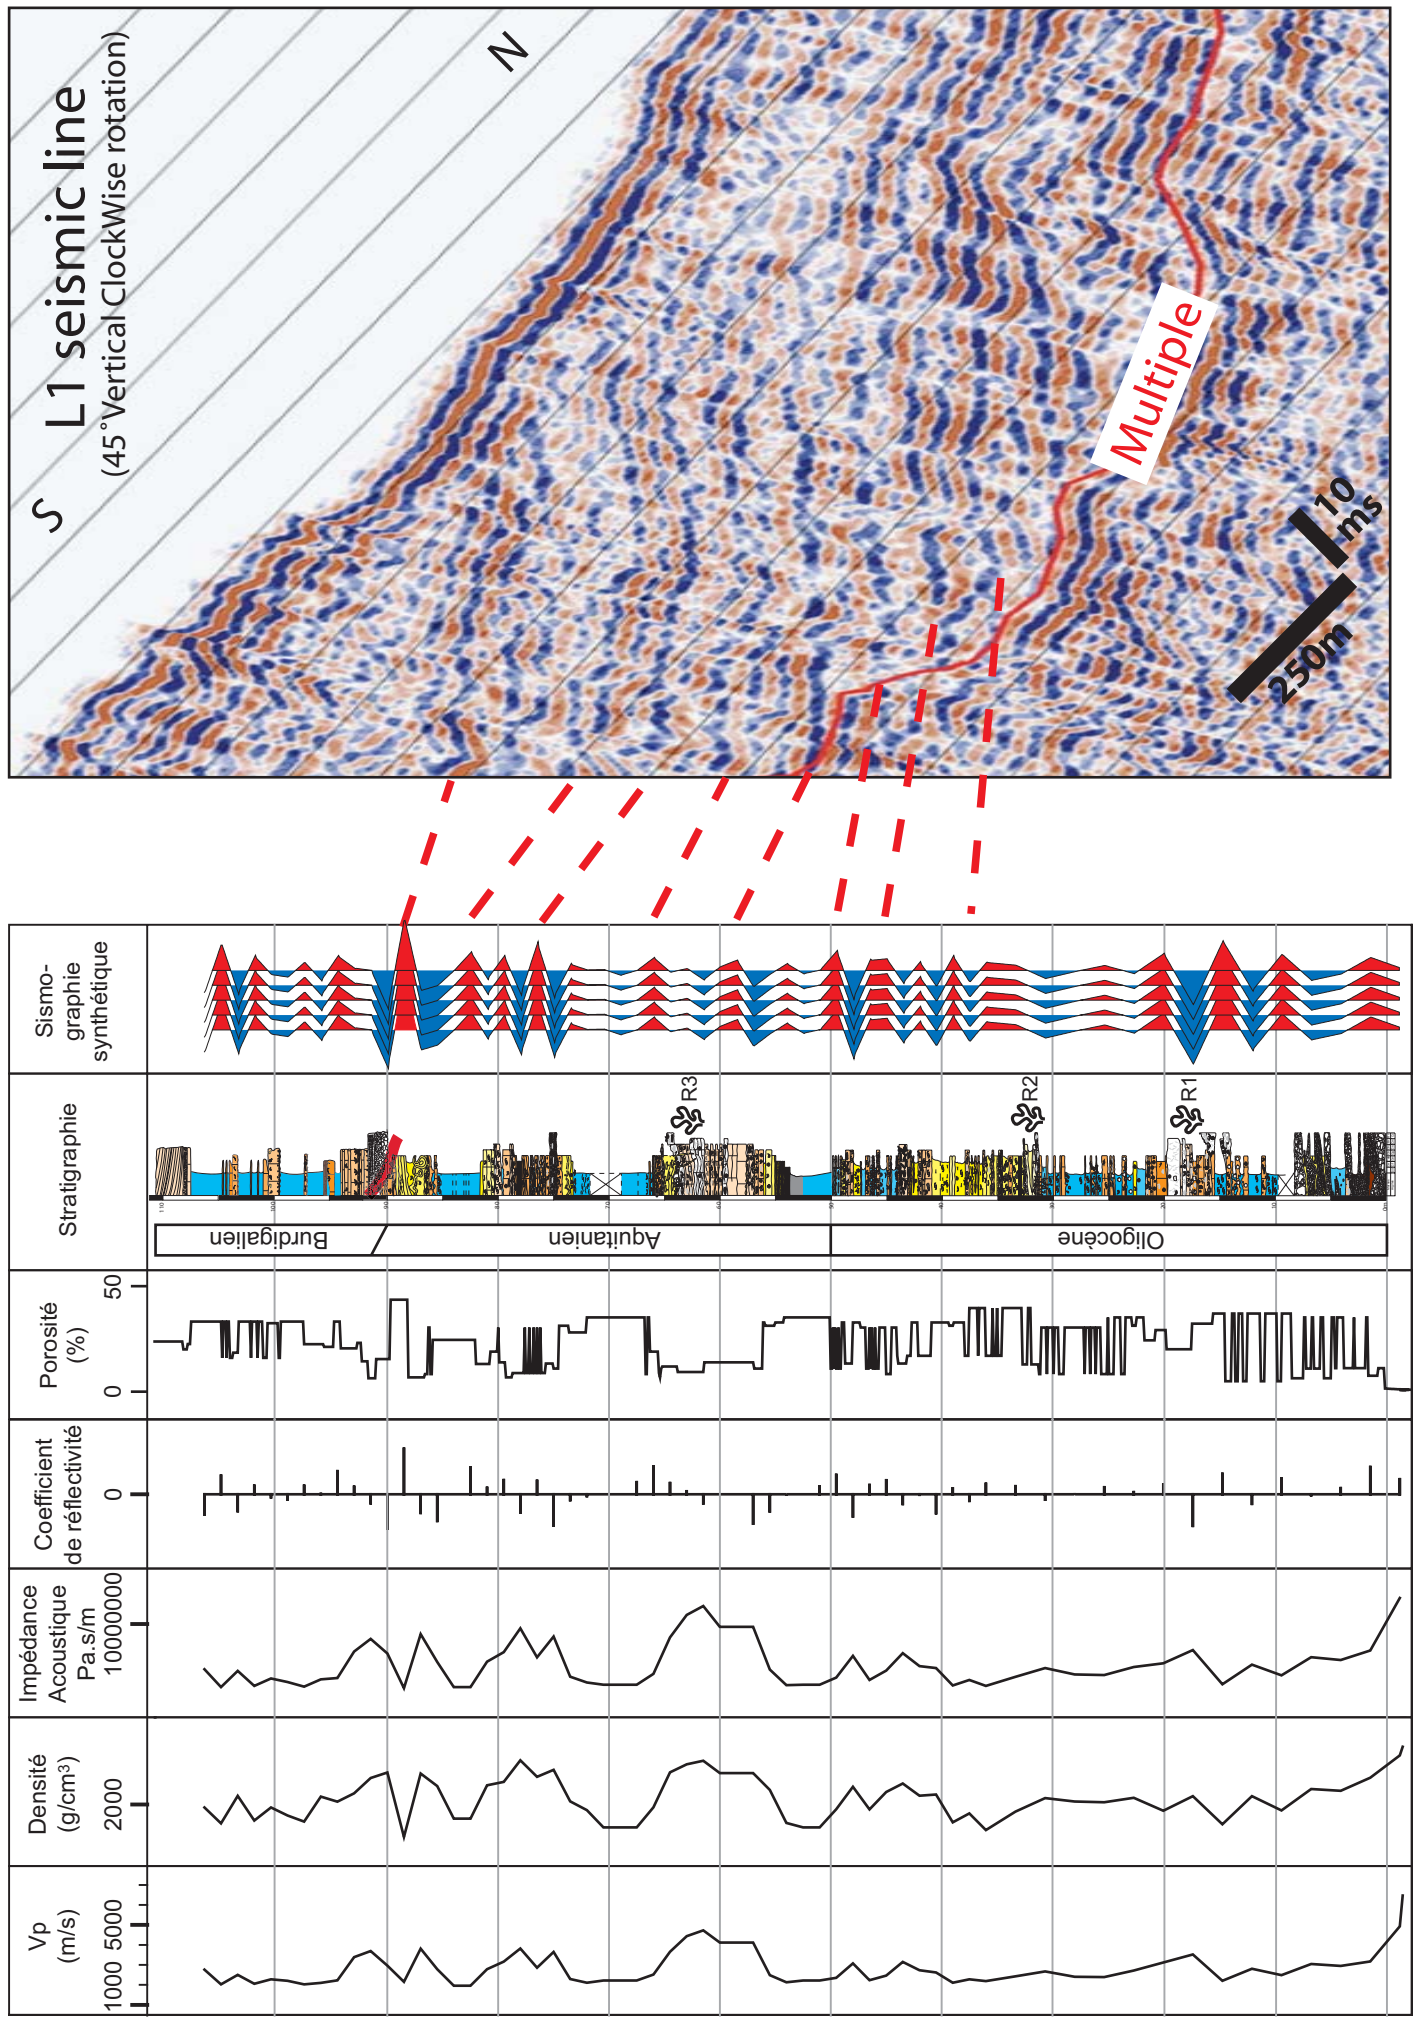 L1 seismic line
(45°Vertical ClockWise rotation)
S
N
Multiple
10
ms
250m
Sismo-
graphie
synthétique
Stratigraphie
R3
R2
R1
Burdigalien
Aquitanien
Oligocène
Porosité
(%)
0
50
Coefficient
de réflectivité
0
Impédance
Acoustique
Pa.s/m
10000000
Densité
(g/cm³)
2000
Vp
(m/s)
1000
5000